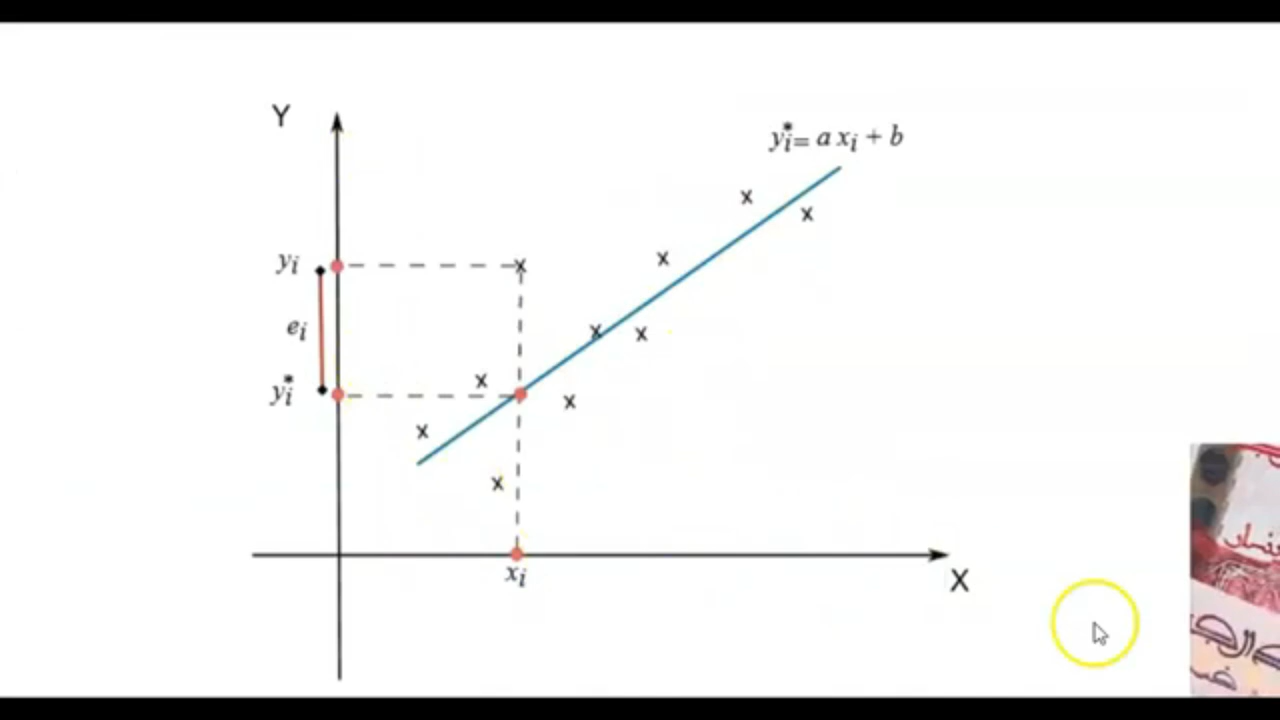 Y
y*i = a xi + b
yi
ei
y*i
xi
X